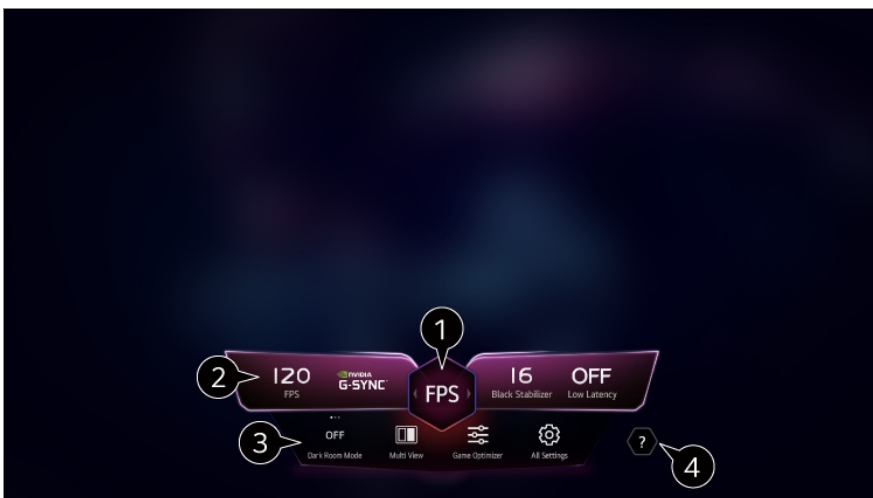 1
2
120
FPS
NVIDIA
G-SYNC
FPS
16
Black Stabilizer
OFF
Low Latency
3
OFF
Dark Room Mode
Multi View
Game Optimizer
All Settings
?
4